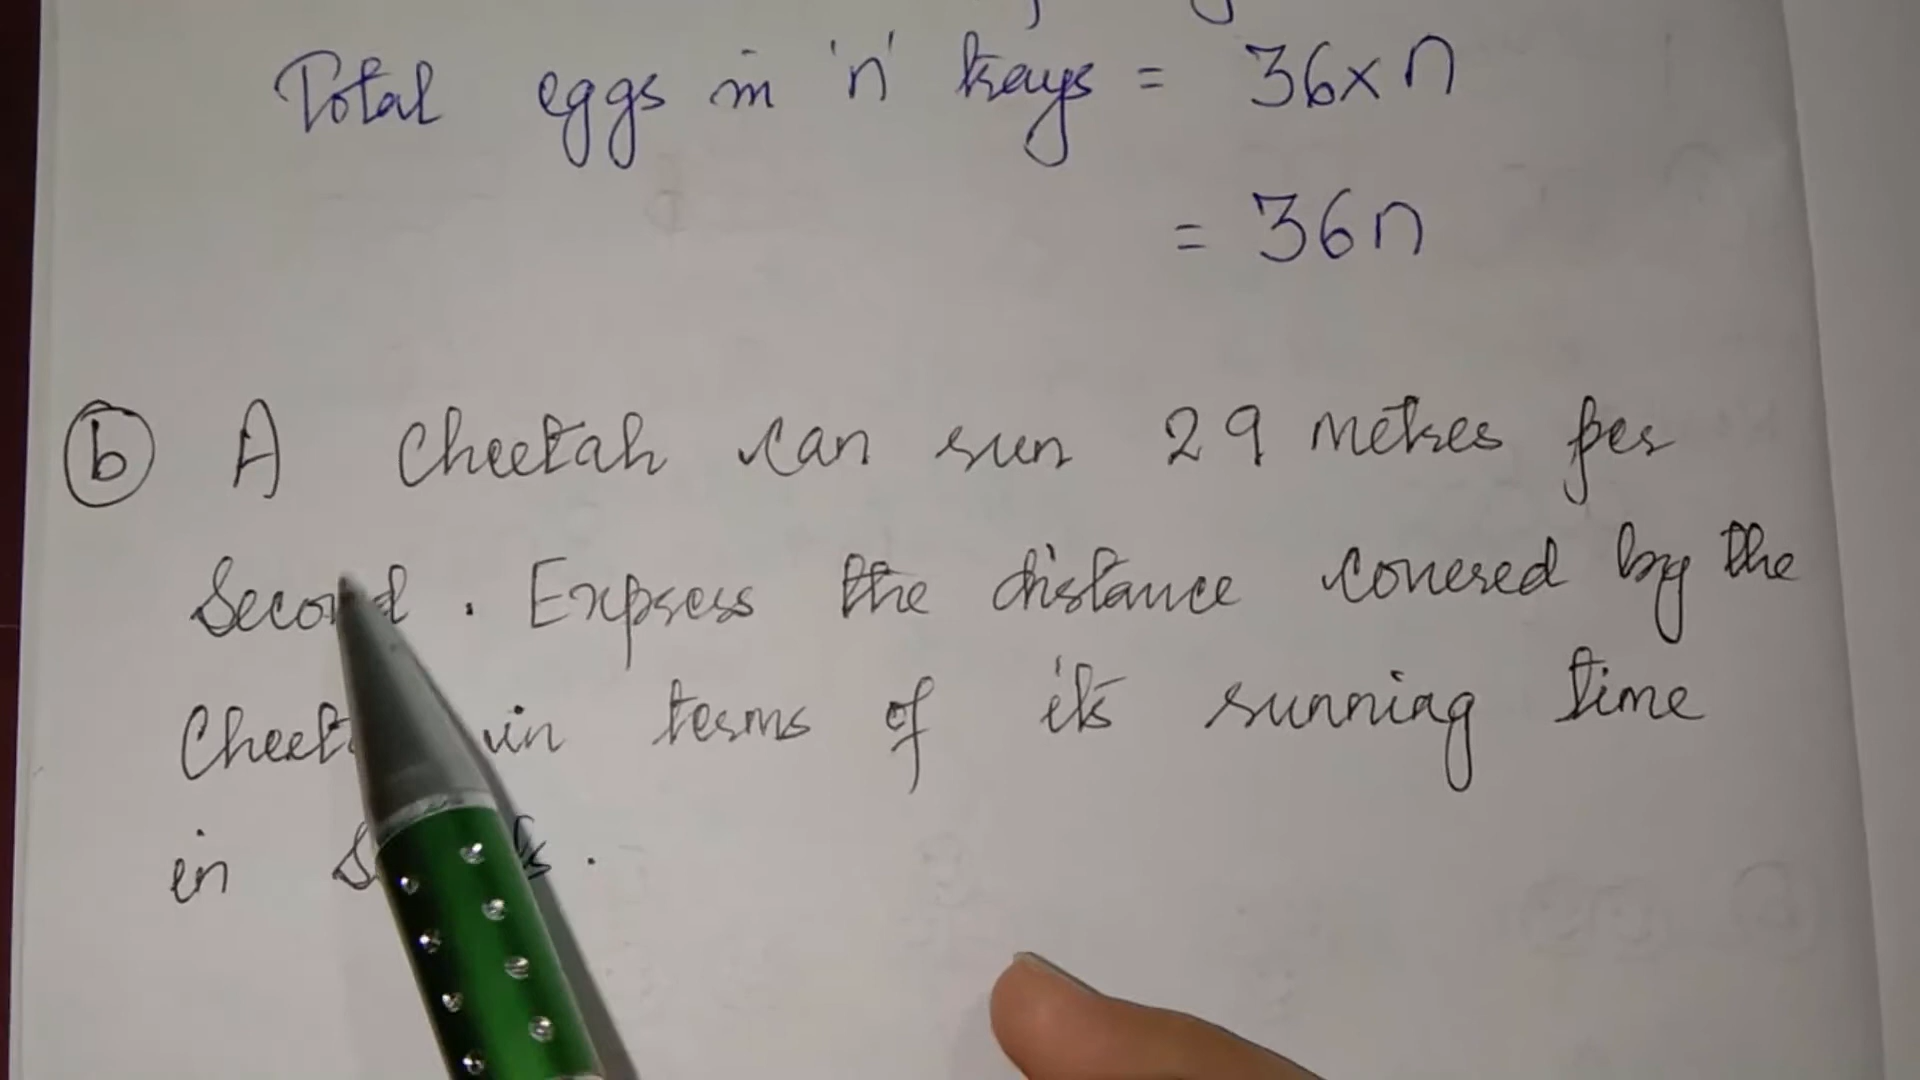 Total eggs in 'n' trays = 36 x n
= 36n
b A Cheetah can run 29 metres per
Second. Express the distance covered by the
in terms of its running time
in